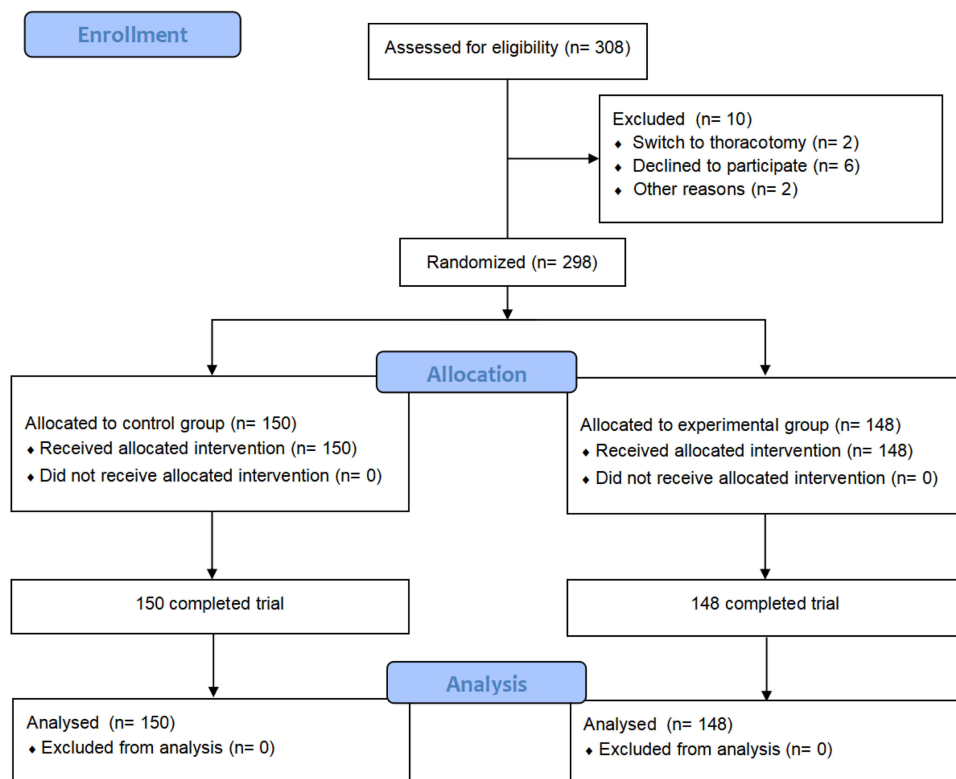 Enrollment
Assessed for eligibility (n= 308)
Excluded (n= 10)
♦ Switch to thoracotomy (n= 2)
♦ Declined to participate (n= 6)
♦ Other reasons (n= 2)
Randomized (n= 298)
Allocation
Allocated to control group (n= 150)
♦ Received allocated intervention (n= 150)
♦ Did not receive allocated intervention (n= 0)
Allocated to experimental group (n= 148)
♦ Received allocated intervention (n= 148)
♦ Did not receive allocated intervention (n= 0)
150 completed trial
148 completed trial
Analysis
Analysed (n= 150)
♦ Excluded from analysis (n= 0)
Analysed (n= 148)
♦ Excluded from analysis (n= 0)